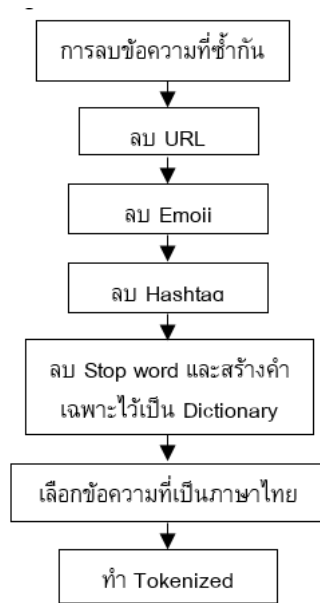 การลบข้อความที่ซ้ำกัน
ลบ URL
ลบ Emoji
ลบ Hashtag
ลบ Stop word และสร้างคำ
เฉพาะไว้เป็น Dictionary
เลือกข้อความที่เป็นภาษาไทย
ทำ Tokenized